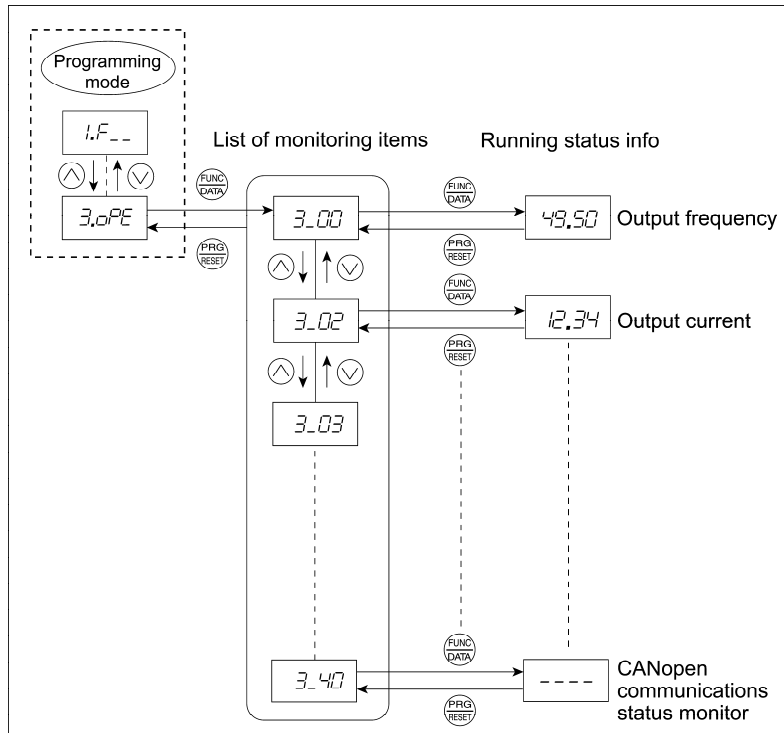 Programming
mode
1.F__
3.oPE
FUNC
DATA
PRG
RESET
List of monitoring items
Running status info
3_00
FUNC
DATA
PRG
RESET
49.50
Output frequency
3_02
FUNC
DATA
PRG
RESET
12.34
Output current
3_03
3_40
FUNC
DATA
PRG
RESET
----
CANopen
communications
status monitor